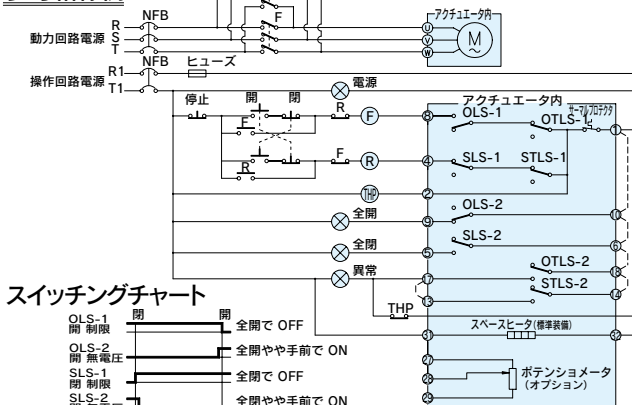 NFB
F
アクチュエータ内
R
動力回路電源 S
T
U
V
W
M
NFB
ヒューズ
R1
操作回路電源
T1
電源
停止 開 閉
R
F
F
アクチュエータ内
サーマルプロテクタ
OLS-1
OTLS-1
8
1
F
R
R
4
SLS-1 STLS-1
THP
2
全開
9
OLS-2
10
全閉
5
SLS-2
6
異常
17
OTLS-2
STLS-2
18
13
14
THP
スイッチングチャート
閉 開
OLS-1
開 制限
全開で OFF
スペースヒータ(標準装備)
31
32
OLS-2
開 無電圧
全開やや手前で ON
27
SLS-1
閉 制限
全閉で OFF
28
ポテンショメータ
(オプション)
SLS-2
全閉やや手前で ON
29